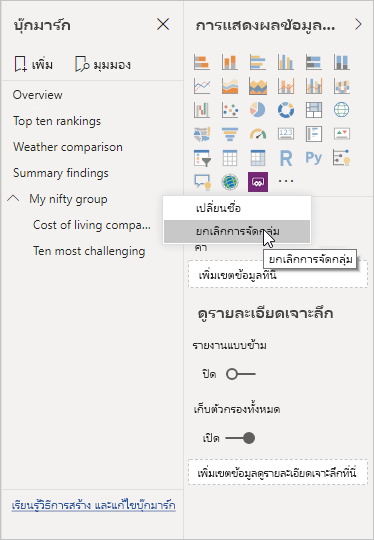 บุ๊กมาร์ก
เพิ่ม
มุมมอง
Overview
Top ten rankings
Weather comparison
Summary findings
My nifty group
Cost of living compa...
Ten most challenging
เรียนรู้วิธีการสร้าง และแก้ไขบุ๊กมาร์ก
การแสดงผลข้อมูล...
123
R
Py
...
เปลี่ยนชื่อ
ยกเลิกการจัดกลุ่ม
ค่า
ยกเลิกการจัดกลุ่ม
เพิ่มเขตข้อมูลที่นี่
ดูรายละเอียดเจาะลึก
รายงานแบบข้าม
ปิด
เก็บตัวกรองทั้งหมด
เปิด
เพิ่มเขตข้อมูลดูรายละเอียดเจาะลึกที่นี่